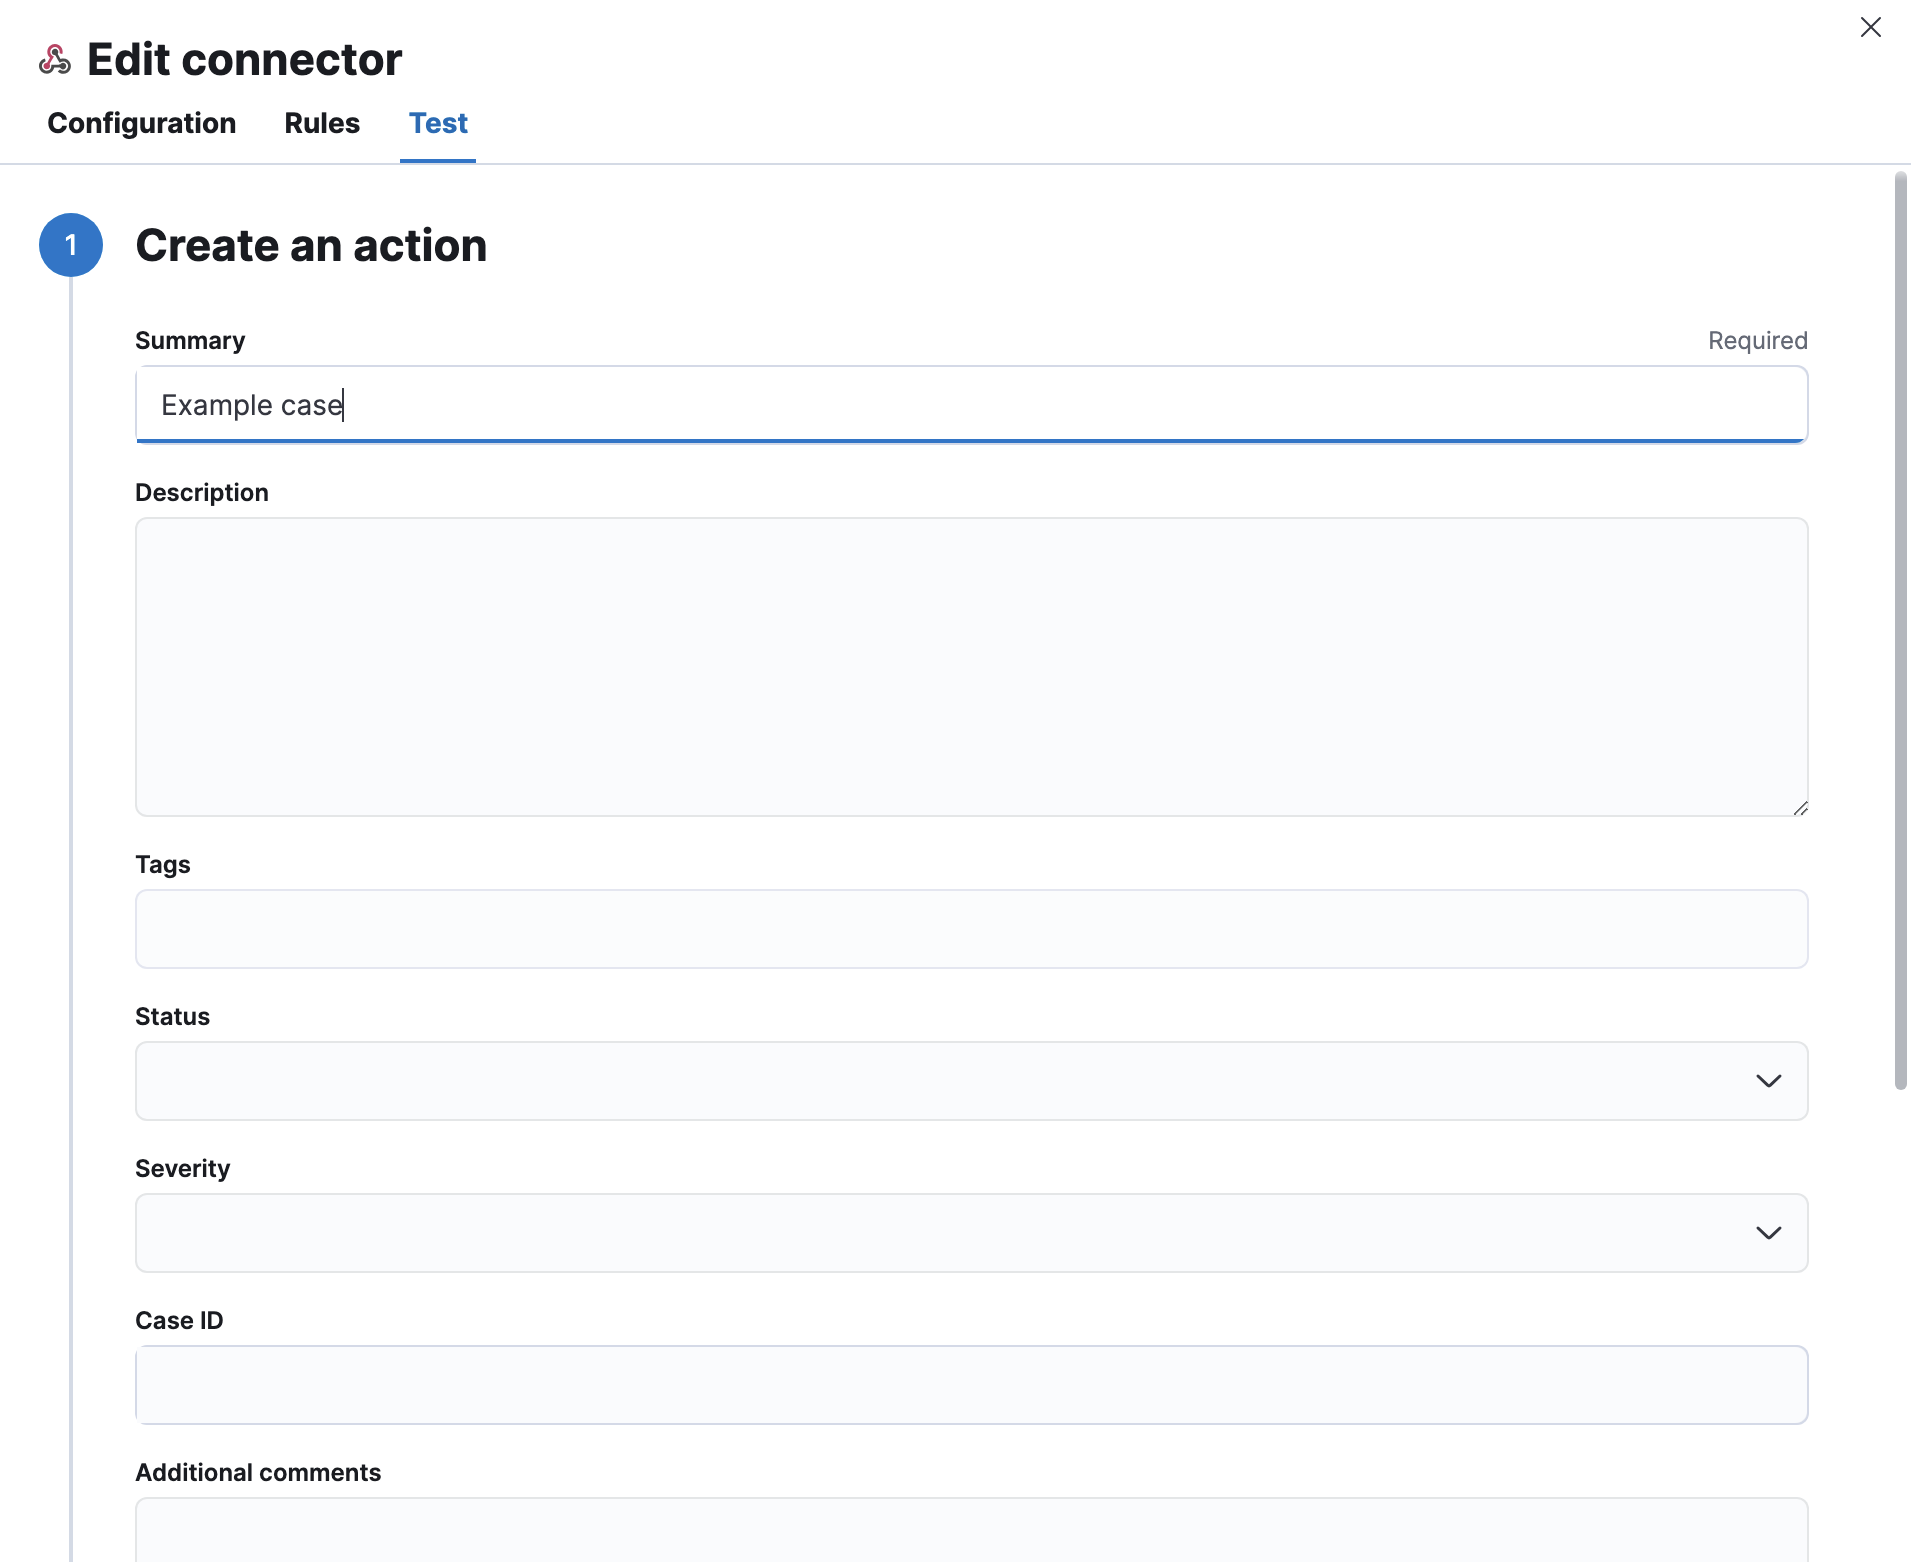 Edit connector
Configuration Rules Test
1 Create an action
Summary Required
Example case
Description
Tags
Status
Severity
Case ID
Additional comments